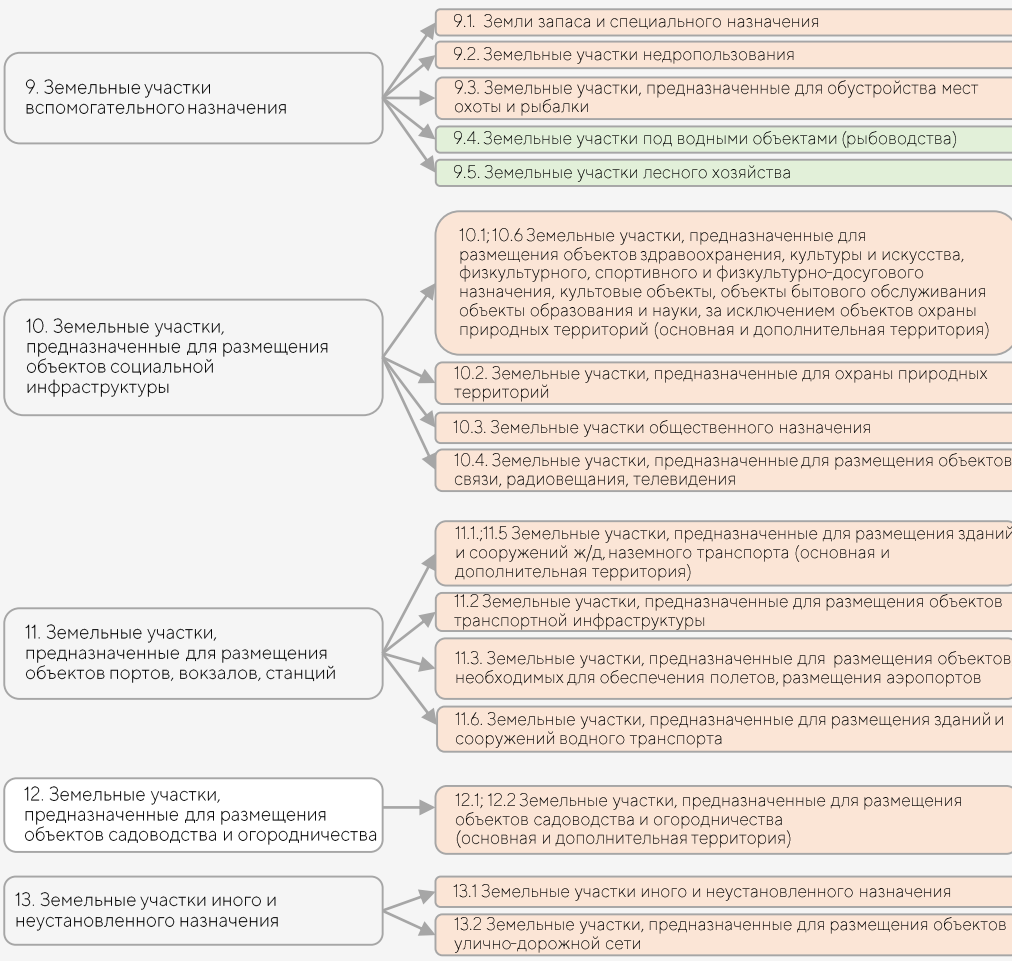 9. Земельные участки
вспомогательного назначения
9.1. Земли запаса и специального назначения
9.2. Земельные участки недропользования
9.3. Земельные участки, предназначенные для обустройства мест
охоты и рыбалки
9.4. Земельные участки под водными объектами (рыбоводства)
9.5. Земельные участки лесного хозяйства
10. Земельные участки,
предназначенные для размещения
объектов социальной
инфраструктуры
10.1; 10.6 Земельные участки, предназначенные для
размещения объектов здравоохранения, культуры и искусства,
физкультурного, спортивного и физкультурно-досугового
назначения, культовые объекты, объекты бытового обслуживания
объекты образования и науки, за исключением объектов охраны
природных территорий (основная и дополнительная территория)
10.2. Земельные участки, предназначенные для охраны природных
территорий
10.3. Земельные участки общественного назначения
10.4. Земельные участки, предназначенные для размещения объектов
связи, радиовещания, телевидения
11. Земельные участки,
предназначенные для размещения
объектов портов, вокзалов, станций
11.1.;11.5 Земельные участки, предназначенные для размещения зданий
и сооружений ж/д, наземного транспорта (основная и
дополнительная территория)
11.2 Земельные участки, предназначенные для размещения объектов
транспортной инфраструктуры
11.3. Земельные участки, предназначенные для размещения объектов
необходимых для обеспечения полетов, размещения аэропортов
11.6. Земельные участки, предназначенные для размещения зданий и
сооружений водного транспорта
12. Земельные участки,
предназначенные для размещения
объектов садоводства и огородничества
12.1; 12.2 Земельные участки, предназначенные для размещения
объектов садоводства и огородничества
(основная и дополнительная территория)
13. Земельные участки иного и
неустановленного назначения
13.1 Земельные участки иного и неустановленного назначения
13.2 Земельные участки, предназначенные для размещения объектов
улично-дорожной сети